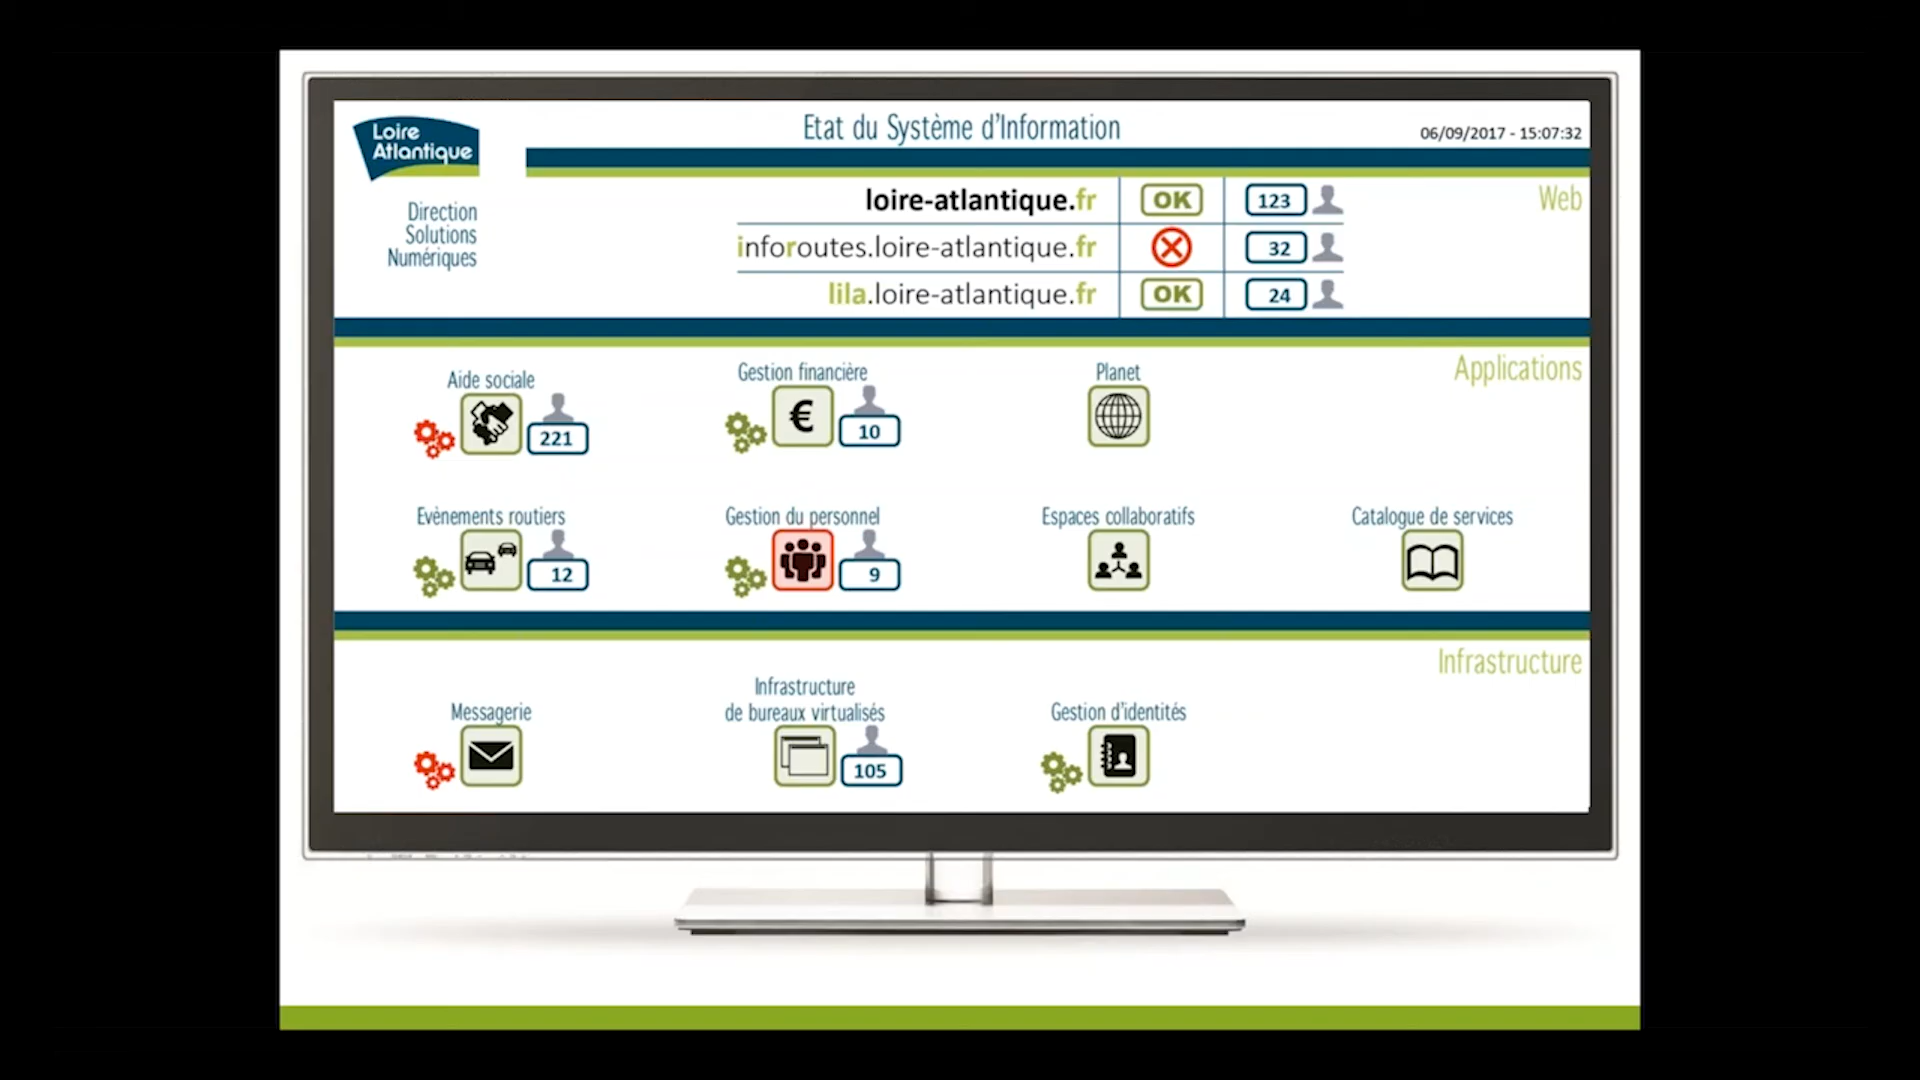 Loire
Atlantique
Etat du Système d'Information
06/09/2017 - 15:07:32
Direction
Solutions
Numériques
Web
loire-atlantique.fr OK 123
inforoutes.loire-atlantique.fr 32
lila.loire-atlantique.fr OK 24
Applications
Aide sociale
221
Gestion financière
€
10
Planet
Evènements routiers
12
Gestion du personnel
9
Espaces collaboratifs
Catalogue de services
Infrastructure
Messagerie
Infrastructure
de bureaux virtualisés
105
Gestion d'identités